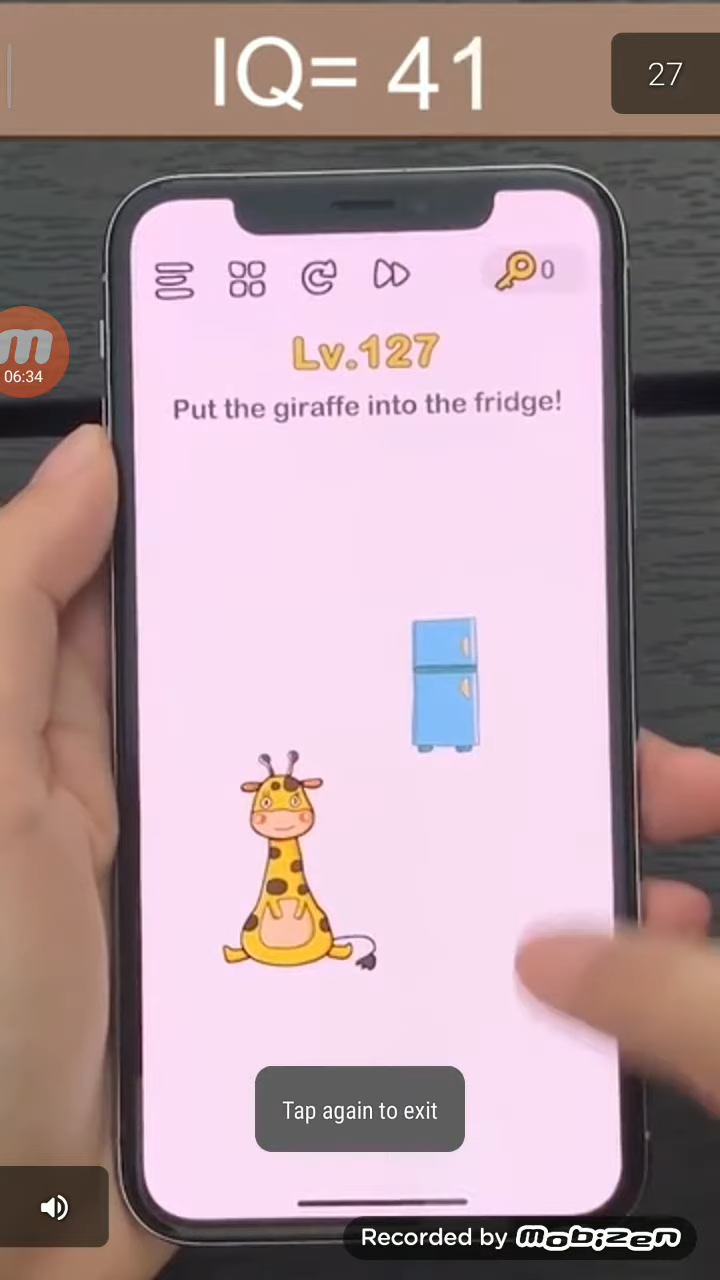 IQ= 41
27
0
Lv.127
Put the giraffe into the fridge!
m
06:34
Tap again to exit
Recorded by mobizen